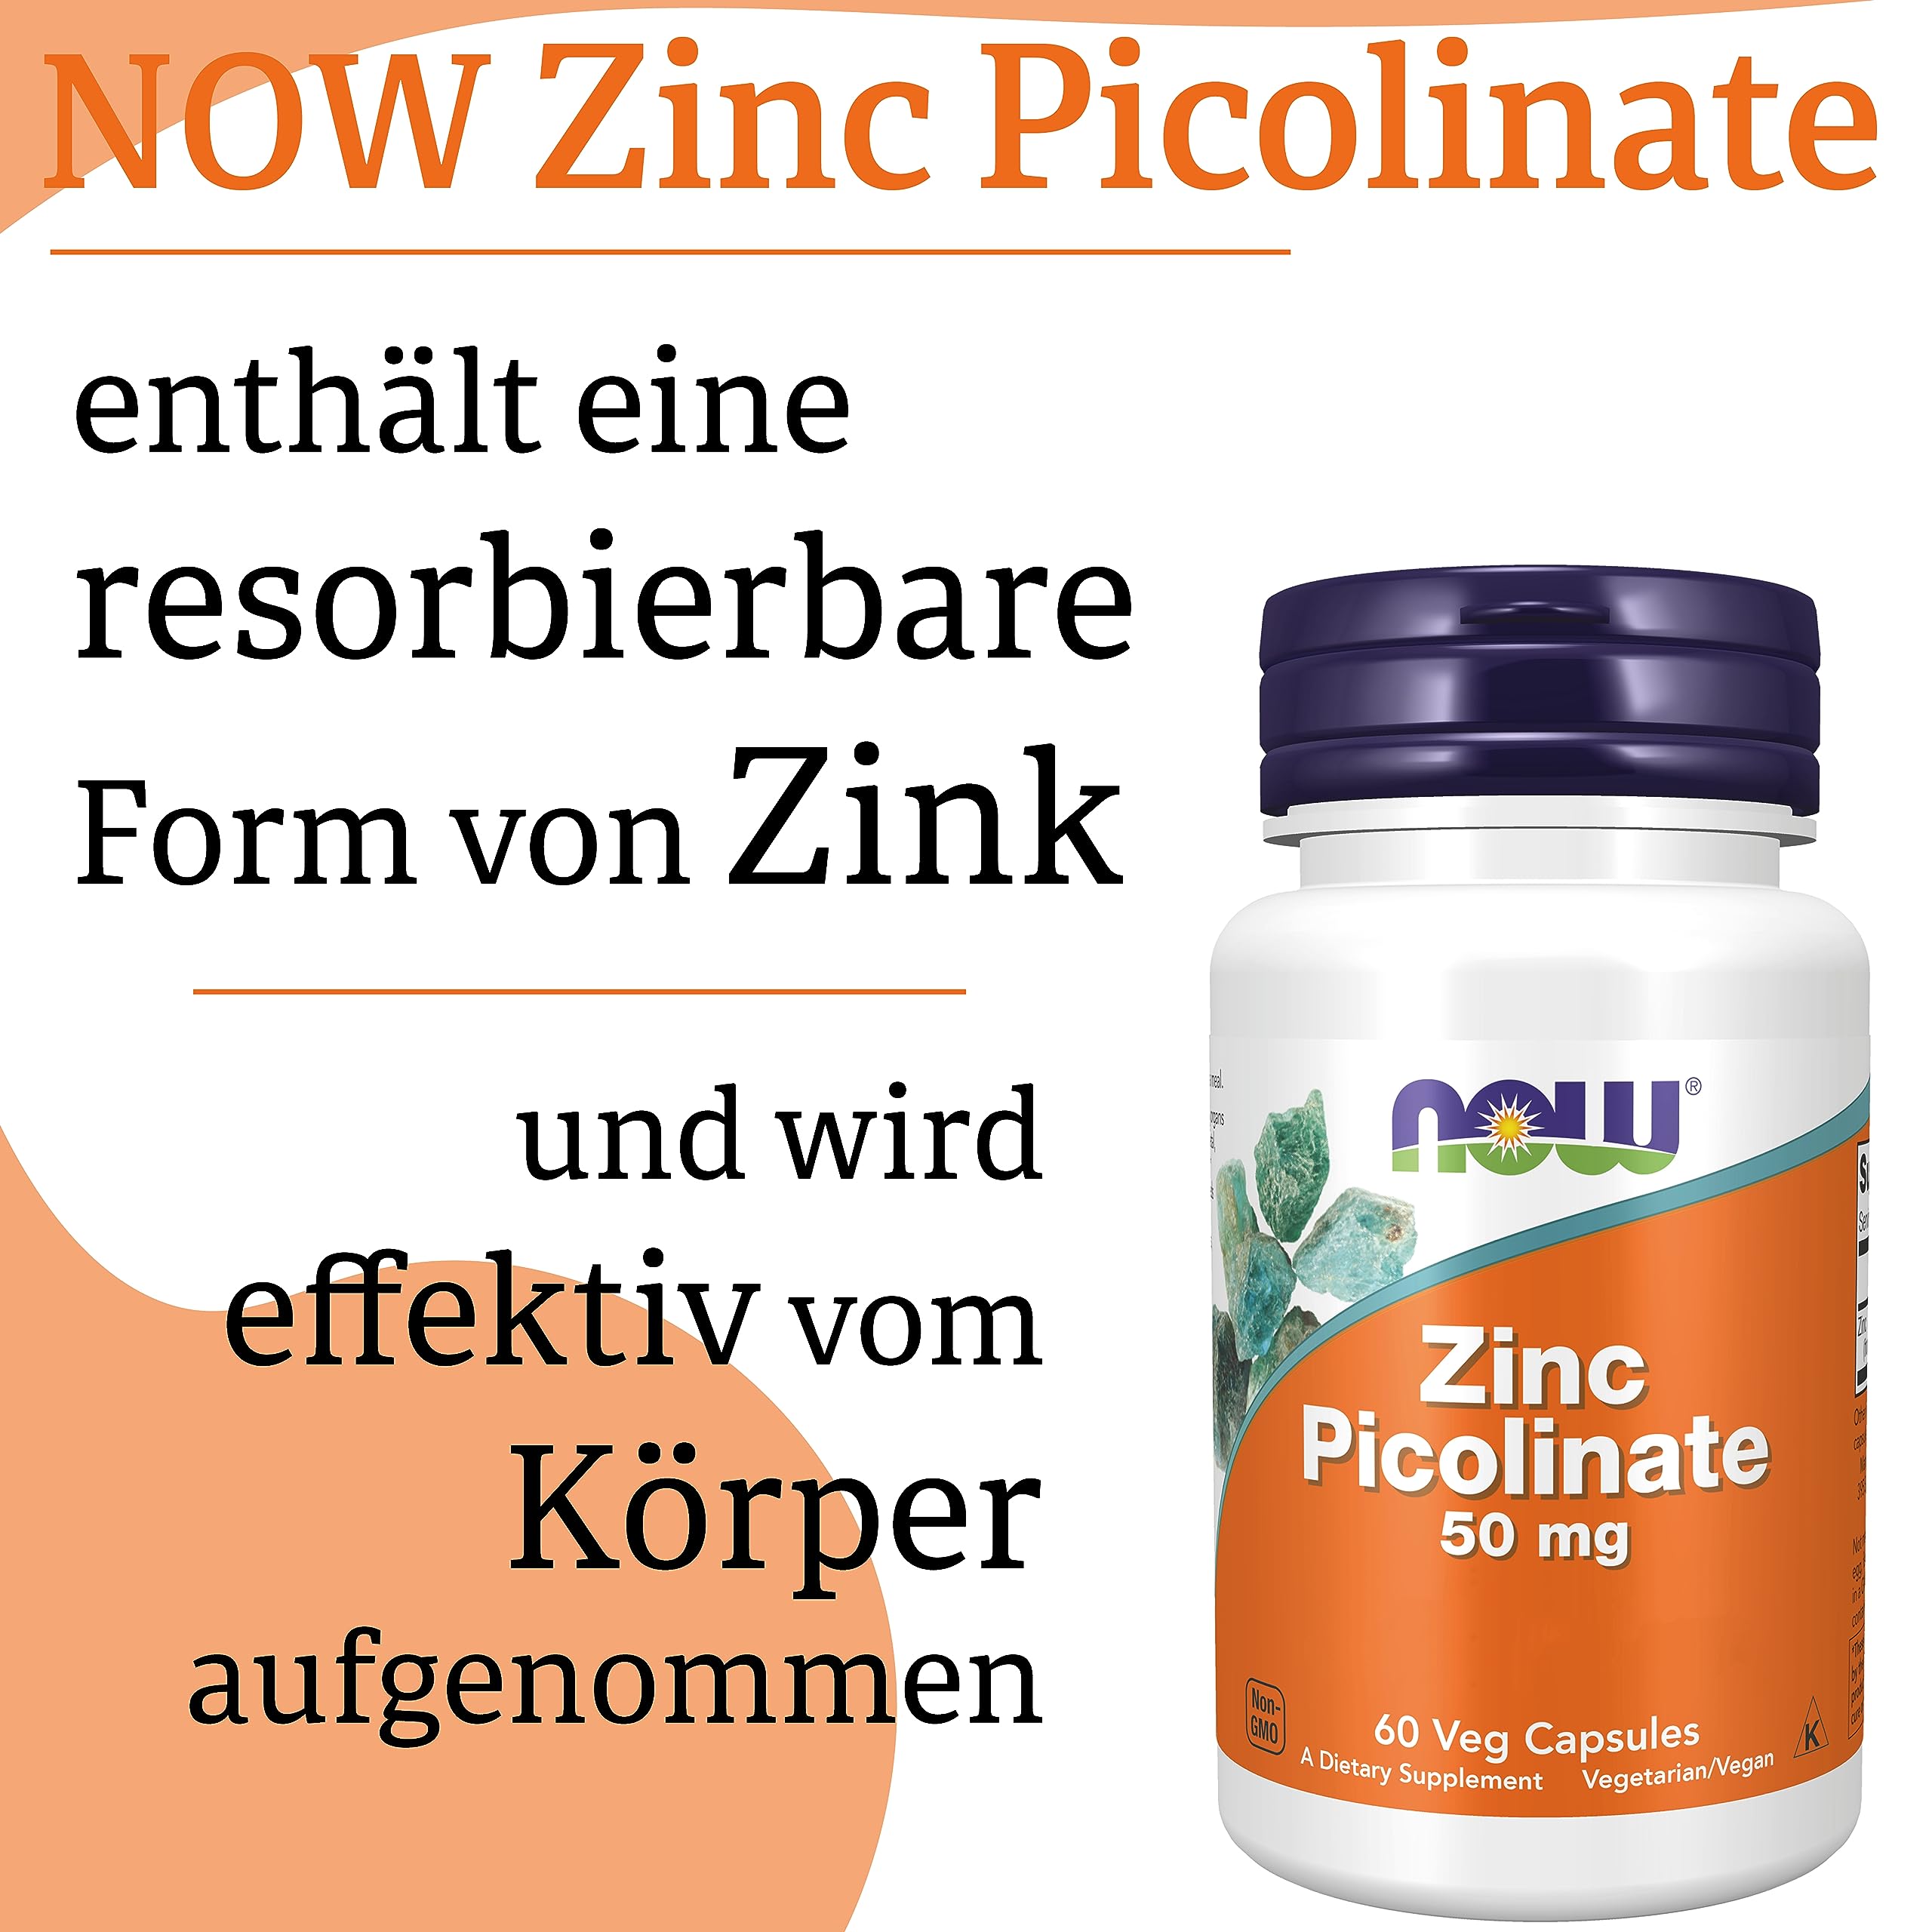 NOW Zinc Picolinate
enthält eine
resorbierbare
Form von Zink
und wird
effektiv vom
Körper
aufgenommen
NOW®
Zinc
Picolinate
50 mg
Non-
GMO
60 Veg Capsules
K
A Dietary Supplement Vegetarian/Vegan